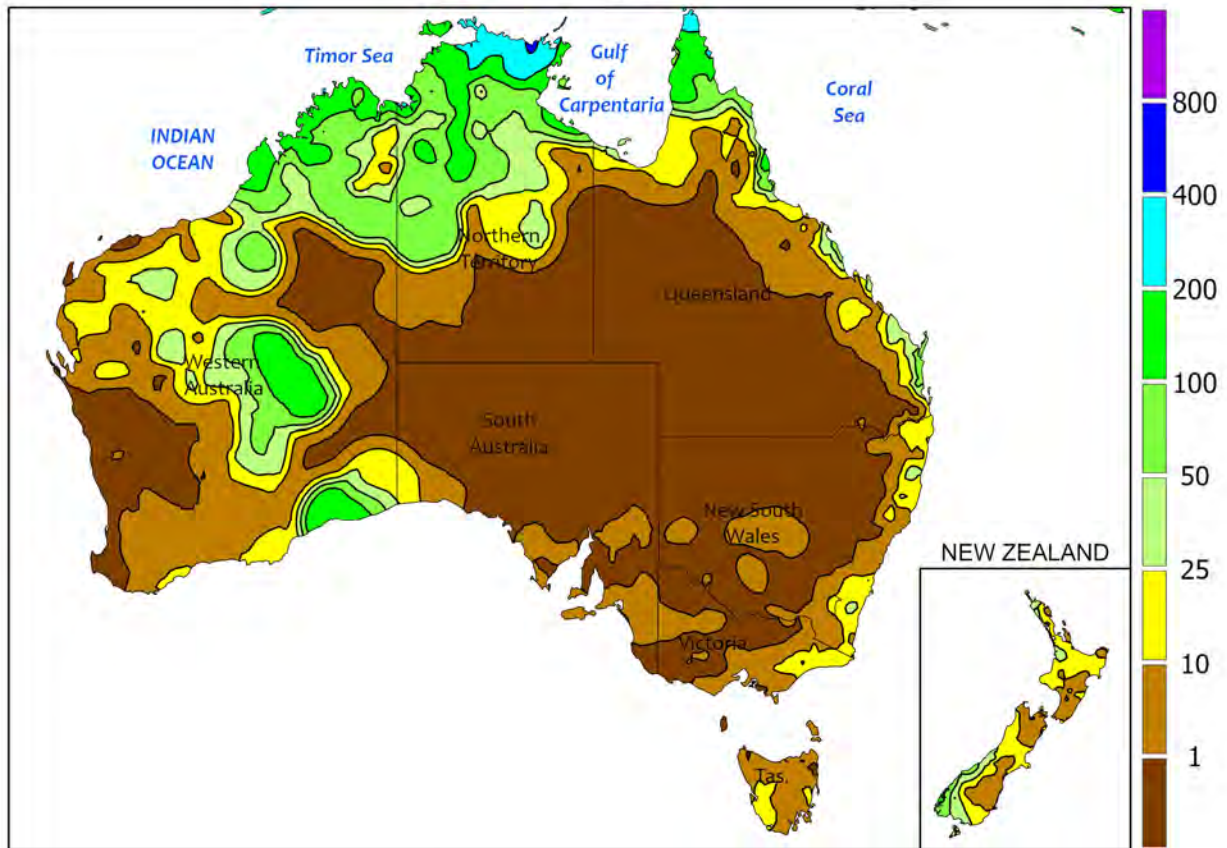 Timor Sea
Gulf
of
Carpentaria
Coral
Sea
INDIAN
OCEAN
Northern
Territory
Queensland
Western
Australia
South
Australia
New South
Wales
Victoria
Tas.
NEW ZEALAND
800
400
200
100
50
25
10
1